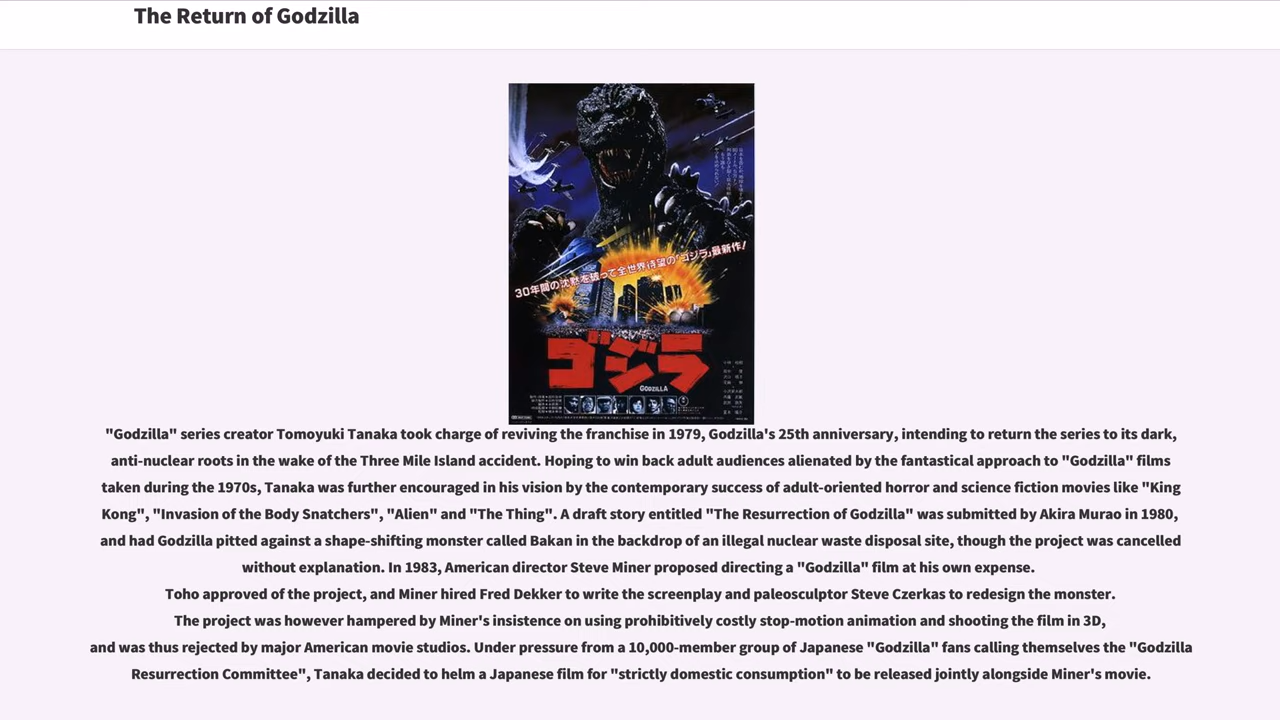 The Return of Godzilla
30年間の沈黙を破って全世界待望の「ゴジラ」最新作!
ゴジラ
GODZILLA
"Godzilla" series creator Tomoyuki Tanaka took charge of reviving the franchise in 1979, Godzilla's 25th anniversary, intending to return the series to its dark,
anti-nuclear roots in the wake of the Three Mile Island accident. Hoping to win back adult audiences alienated by the fantastical approach to "Godzilla" films
taken during the 1970s, Tanaka was further encouraged in his vision by the contemporary success of adult-oriented horror and science fiction movies like "King
Kong", "Invasion of the Body Snatchers", "Alien" and "The Thing". A draft story entitled "The Resurrection of Godzilla" was submitted by Akira Murao in 1980,
and had Godzilla pitted against a shape-shifting monster called Bakan in the backdrop of an illegal nuclear waste disposal site, though the project was cancelled
without explanation. In 1983, American director Steve Miner proposed directing a "Godzilla" film at his own expense.
Toho approved of the project, and Miner hired Fred Dekker to write the screenplay and paleosculptor Steve Czerkas to redesign the monster.
The project was however hampered by Miner's insistence on using prohibitively costly stop-motion animation and shooting the film in 3D,
and was thus rejected by major American movie studios. Under pressure from a 10,000-member group of Japanese "Godzilla" fans calling themselves the "Godzilla
Resurrection Committee", Tanaka decided to helm a Japanese film for "strictly domestic consumption" to be released jointly alongside Miner's movie.